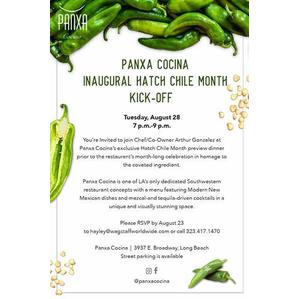 PANXA
COCINA
PANXA COCINA
INAUGURAL HATCH CHILE MONTH
KICK-OFF
Tuesday, August 28
7 p.m.-9 p.m.
You're Invited to join Chef/Co-Owner Arthur Gonzalez at
Panxa Cocina's exclusive Hatch Chile Month preview dinner
prior to the restaurant's month-long celebration in homage to
the coveted ingredient.
Panxa Cocina is one of LA's only dedicated Southwestern
restaurant concepts with a menu featuring Modern New
Mexican dishes and mezcal-and tequila-driven cocktails in a
unique and visually stunning space.
Please RSVP by August 23
to hayley@wagstaffworldwide.com or call 323.417.1470
Panxa Cocina | 3937 E. Broadway, Long Beach
Street parking is available
@panxacocina